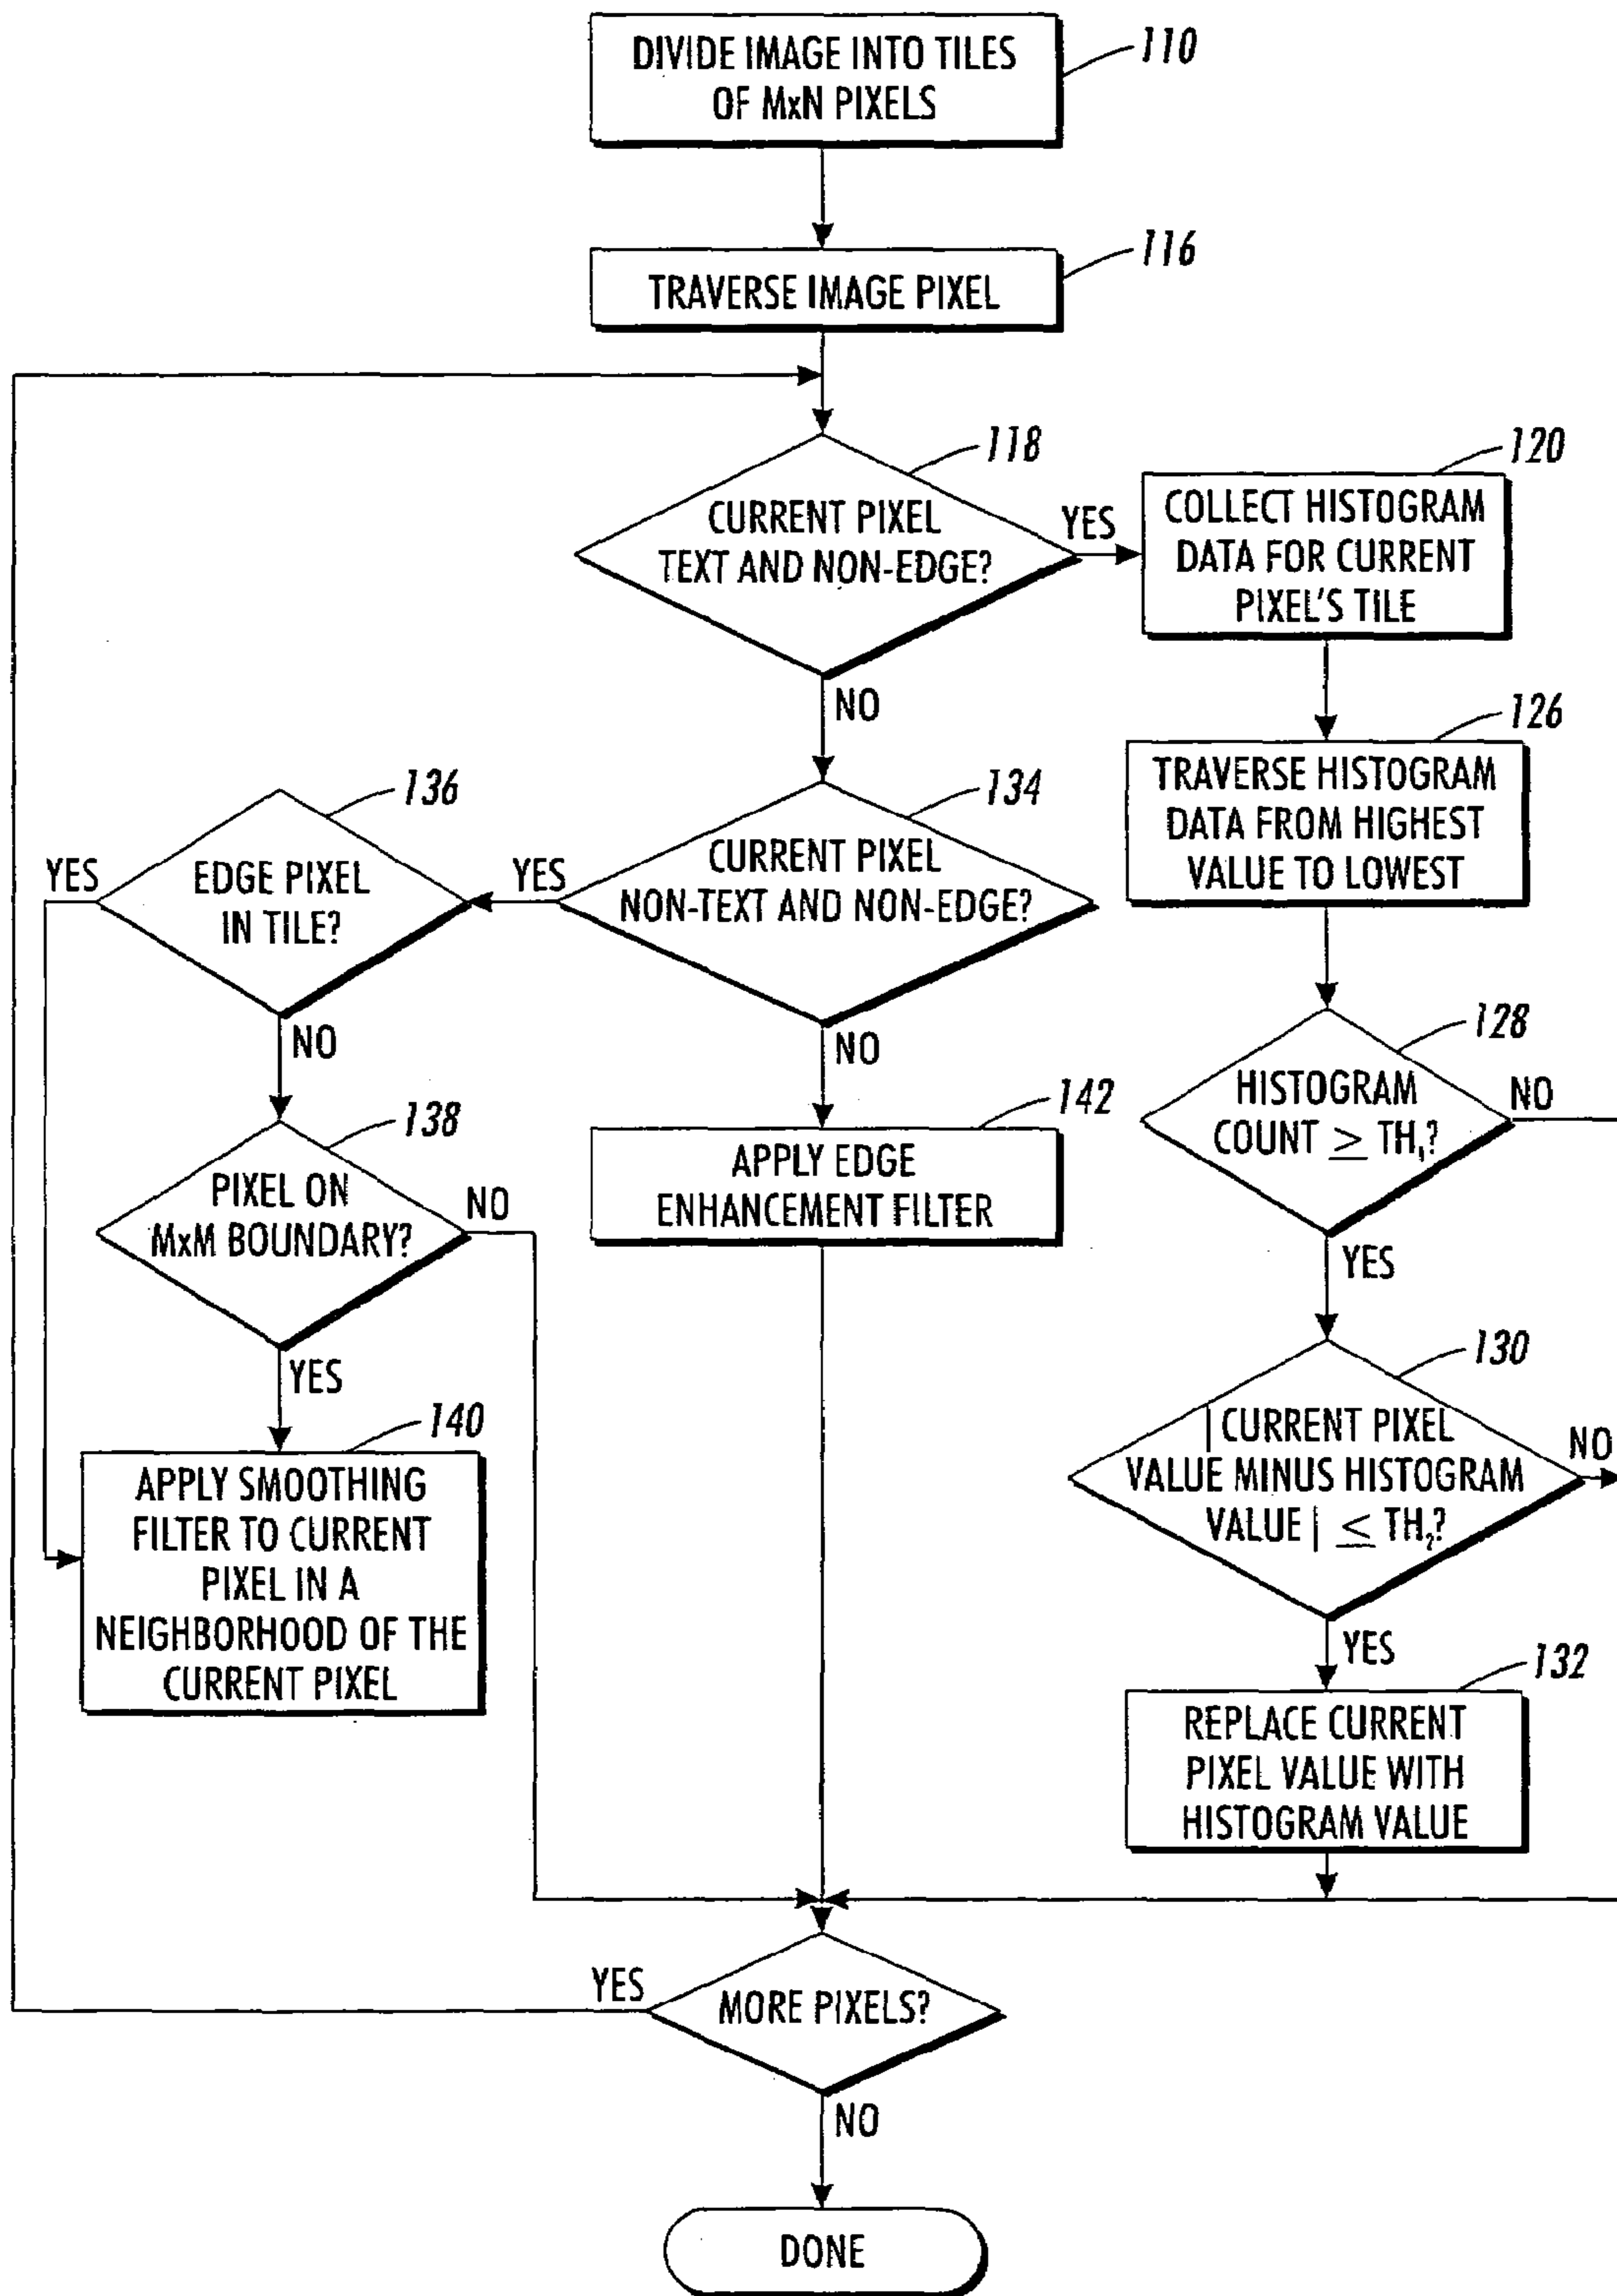 DIVIDE IMAGE INTO TILES
OF MxN PIXELS
110
TRAVERSE IMAGE PIXEL
116
CURRENT PIXEL
TEXT AND NON-EDGE?
118
YES
NO
COLLECT HISTOGRAM
DATA FOR CURRENT
PIXEL'S TILE
120
TRAVERSE HISTOGRAM
DATA FROM HIGHEST
VALUE TO LOWEST
126
HISTOGRAM
COUNT ≥ TH₁?
128
NO
YES
| CURRENT PIXEL
VALUE MINUS HISTOGRAM
VALUE | ≤ TH₂?
130
NO
YES
REPLACE CURRENT
PIXEL VALUE WITH
HISTOGRAM VALUE
132
CURRENT PIXEL
NON-TEXT AND NON-EDGE?
134
YES
NO
EDGE PIXEL
IN TILE?
136
YES
NO
PIXEL ON
MxM BOUNDARY?
138
NO
YES
APPLY SMOOTHING
FILTER TO CURRENT
PIXEL IN A
NEIGHBORHOOD OF THE
CURRENT PIXEL
140
APPLY EDGE
ENHANCEMENT FILTER
142
MORE PIXELS?
YES
NO
DONE